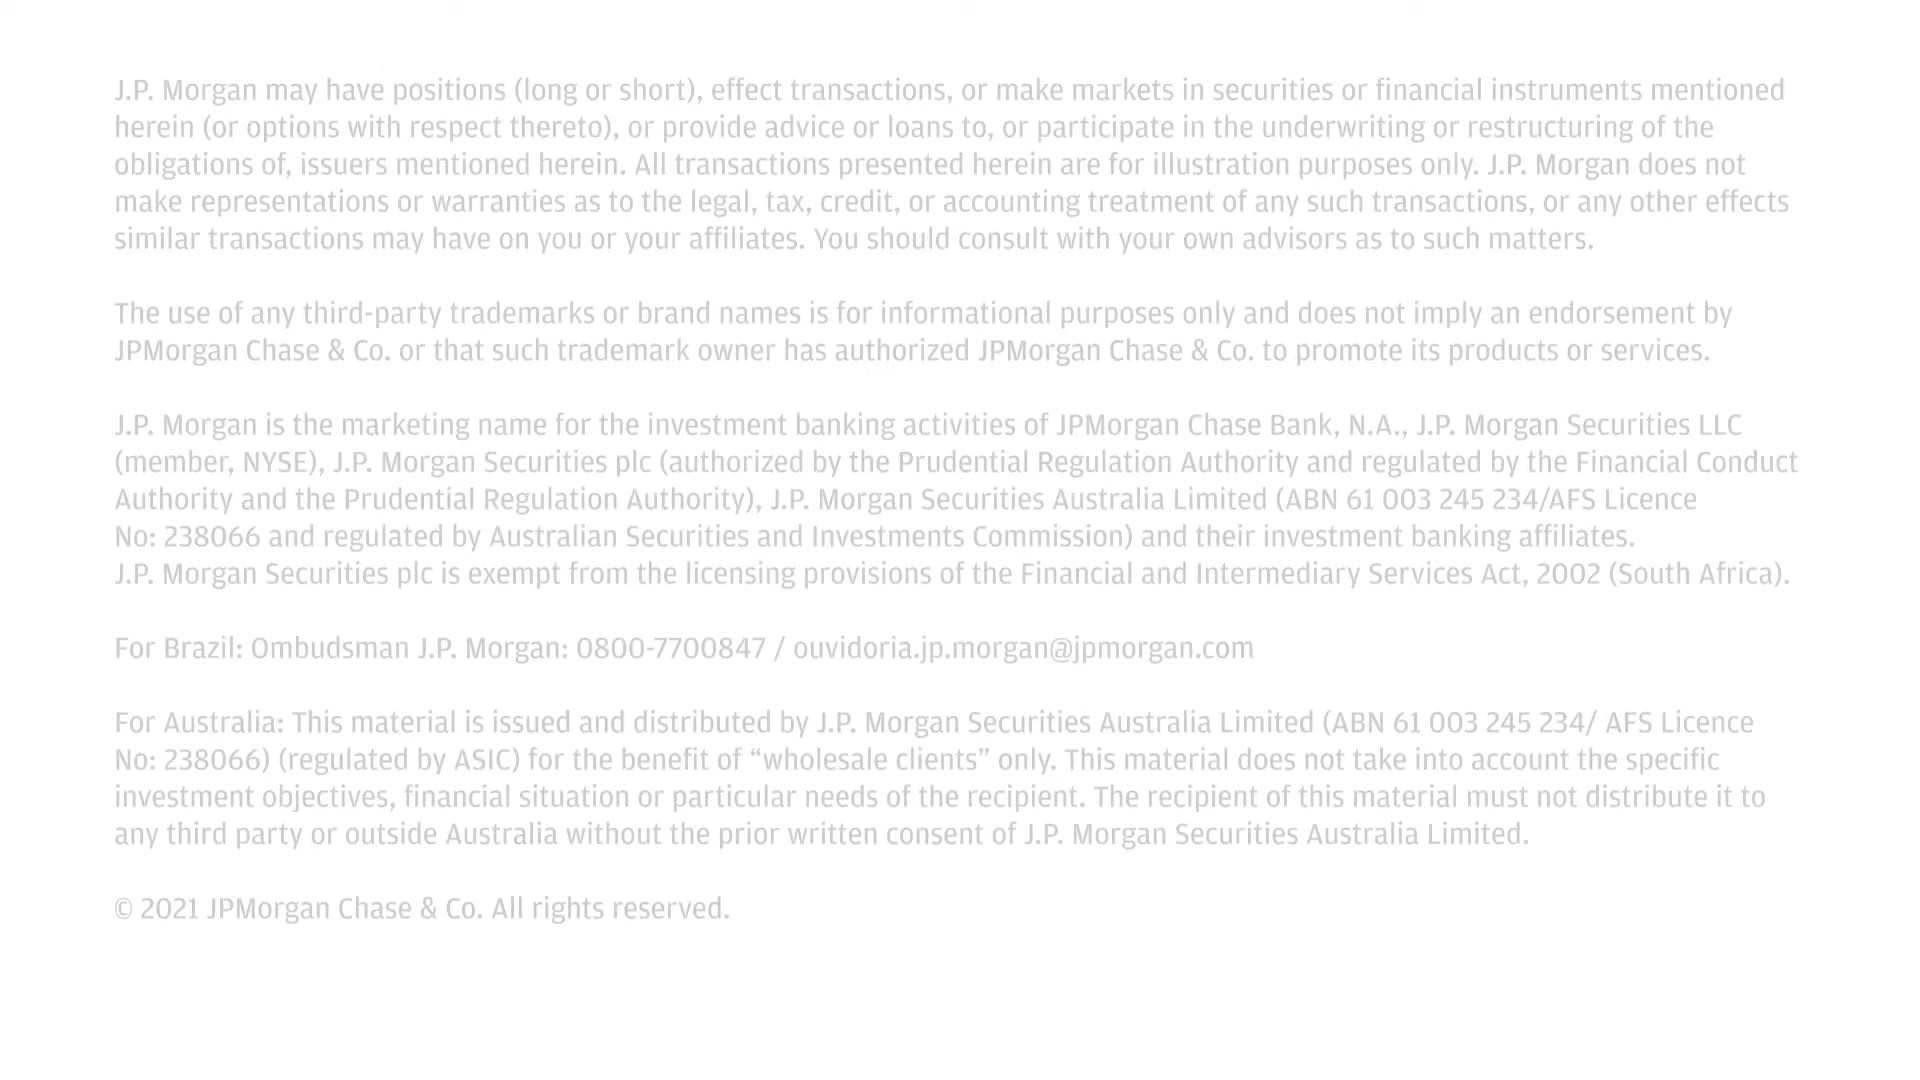 J.P. Morgan may have positions (long or short), effect transactions, or make markets in securities or financial instruments mentioned
herein (or options with respect thereto), or provide advice or loans to, or participate in the underwriting or restructuring of the
obligations of, issuers mentioned herein. All transactions presented herein are for illustration purposes only. J.P. Morgan does not
make representations or warranties as to the legal, tax, credit, or accounting treatment of any such transactions, or any other effects
similar transactions may have on you or your affiliates. You should consult with your own advisors as to such matters.
The use of any third-party trademarks or brand names is for informational purposes only and does not imply an endorsement by
JPMorgan Chase & Co. or that such trademark owner has authorized JPMorgan Chase & Co. to promote its products or services.
J.P. Morgan is the marketing name for the investment banking activities of JPMorgan Chase Bank, N.A., J.P. Morgan Securities LLC
(member, NYSE), J.P. Morgan Securities plc (authorized by the Prudential Regulation Authority and regulated by the Financial Conduct
Authority and the Prudential Regulation Authority), J.P. Morgan Securities Australia Limited (ABN 61 003 245 234/AFS Licence
No: 238066 and regulated by Australian Securities and Investments Commission) and their investment banking affiliates.
J.P. Morgan Securities plc is exempt from the licensing provisions of the Financial and Intermediary Services Act, 2002 (South Africa).
For Brazil: Ombudsman J.P. Morgan: 0800-7700847 / ouvidoria.jp.morgan@jpmorgan.com
For Australia: This material is issued and distributed by J.P. Morgan Securities Australia Limited (ABN 61 003 245 234/ AFS Licence
No: 238066) (regulated by ASIC) for the benefit of “wholesale clients” only. This material does not take into account the specific
investment objectives, financial situation or particular needs of the recipient. The recipient of this material must not distribute it to
any third party or outside Australia without the prior written consent of J.P. Morgan Securities Australia Limited.
© 2021 JPMorgan Chase & Co. All rights reserved.